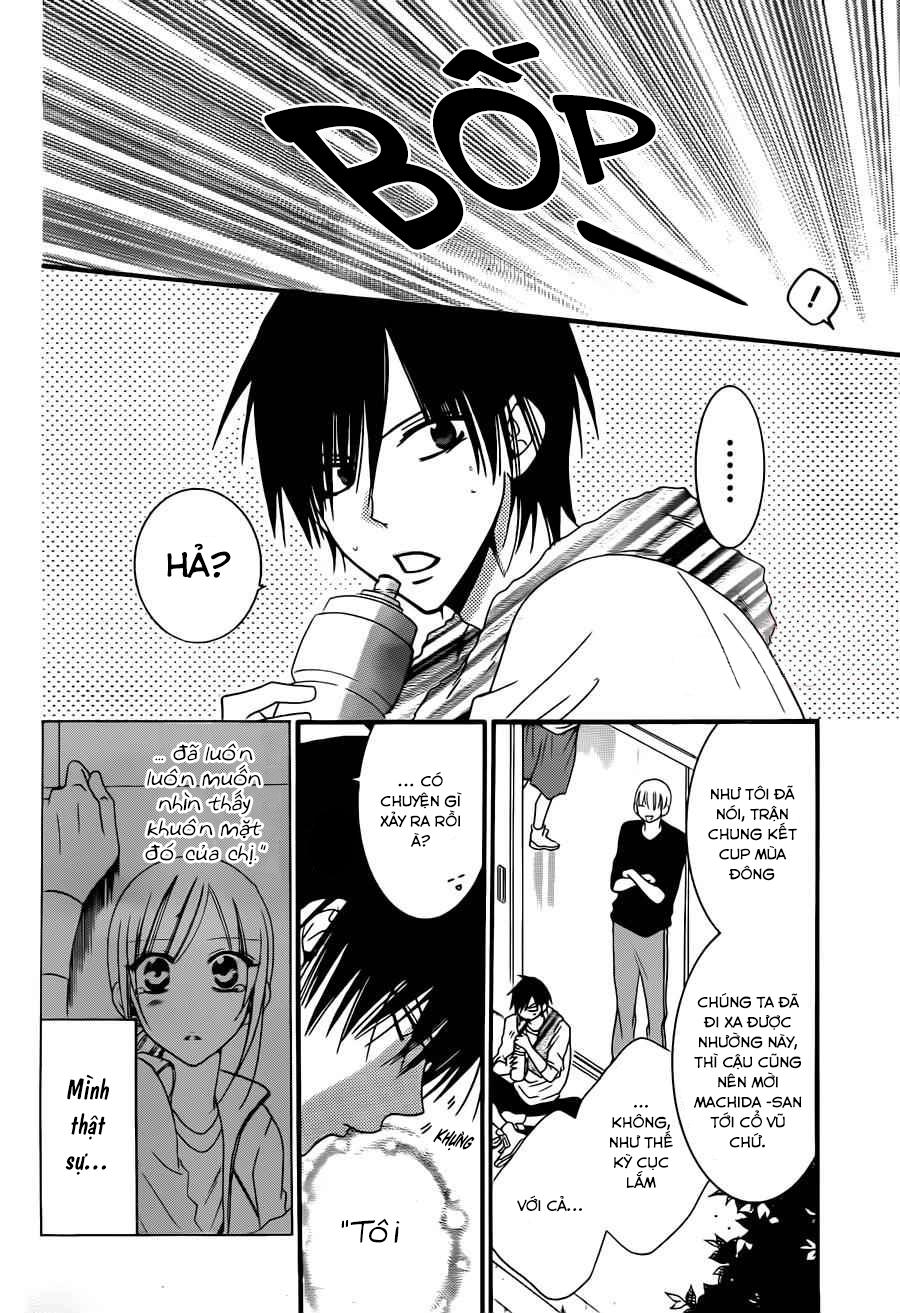 BỐP
!
.......
HẢ?
NHƯ TÔI ĐÃ
NÓI, TRẬN
CHUNG KẾT
CUP MÙA
ĐÔNG
CHÚNG TA ĐÃ
ĐI XA ĐƯỢC
NHƯỜNG NÀY,
THÌ CẬU CŨNG
NÊN MỜI
MACHIDA -SAN
TỚI CỔ VŨ
CHỨ.
...
KHÔNG,
NHƯ THẾ
KỲ CỤC
LẮM
VỚI CẢ...
... CÓ
CHUYỆN GÌ
XẢY RA RỒI
À?
KHỰNG
"Tôi
... đã luôn
luôn muốn
nhìn thấy
khuôn mặt
đó của chị."
Mình
thật
sự...